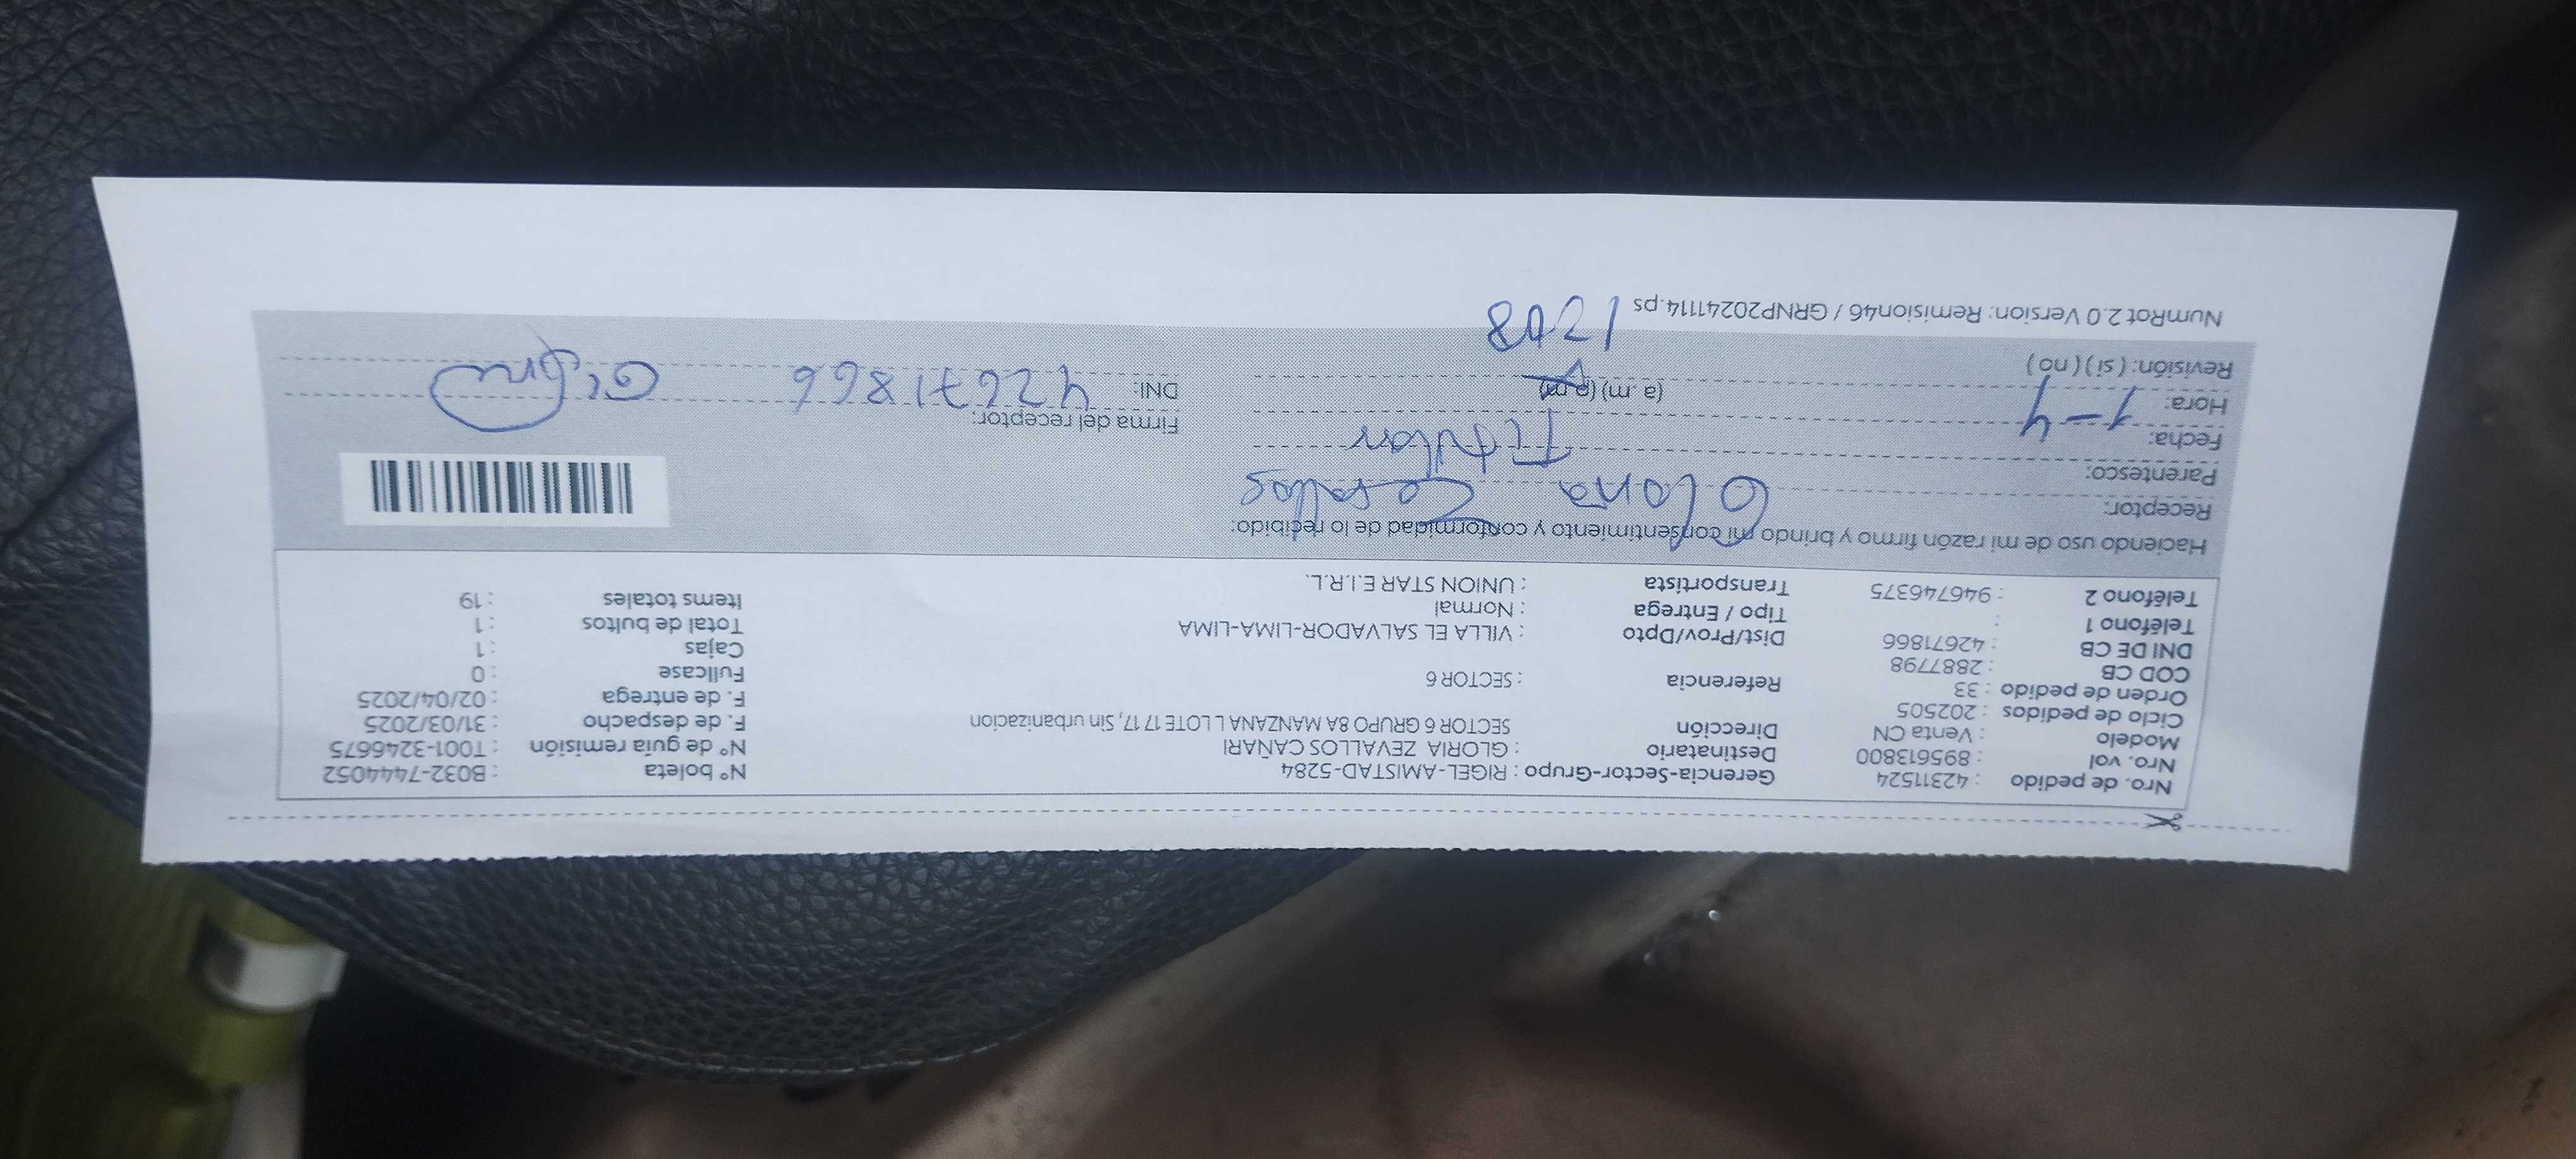 Nro. de pedido : 42311524 Gerencia-Sector-Grupo : RIGEL-AMISTAD-5284 N° boleta : B032-7444052
Nro. vol : 895613800 Destinatario : GLORIA ZEVALLOS CAÑARI N° de guía remisión : T001-3246675
Modelo : Venta CN Dirección SECTOR 6 GRUPO 8A MANZANA L LOTE 17 17, Sin urbanizacion F. de despacho : 31/03/2025
Ciclo de pedidos : 202505 F. de entrega : 02/04/2025
Orden de pedido : 33 Referencia : SECTOR 6 Fullcase : 0
COD CB : 2887798 Cajas : 1
DNI DE CB : 42671866 Dist/Prov/Dpto : VILLA EL SALVADOR-LIMA-LIMA Total de bultos : 1
Teléfono 1 : Tipo / Entrega : Normal Items totales : 19
Teléfono 2 : 946746375 Transportista : UNION STAR E.I.R.L.
Haciendo uso de mi razón firmo y brindo mi consentimiento y conformidad de lo recibido:
Receptor: Gloria Zeballos
Parentesco: Titular
Fecha: 1-4 Firma del receptor:
Hora: (a.m) (p.m) DNI: 42671866
Revisión: (si) (no) 1208
NumRot 2.0 Version: Remision46 / GRNP20241114.ps